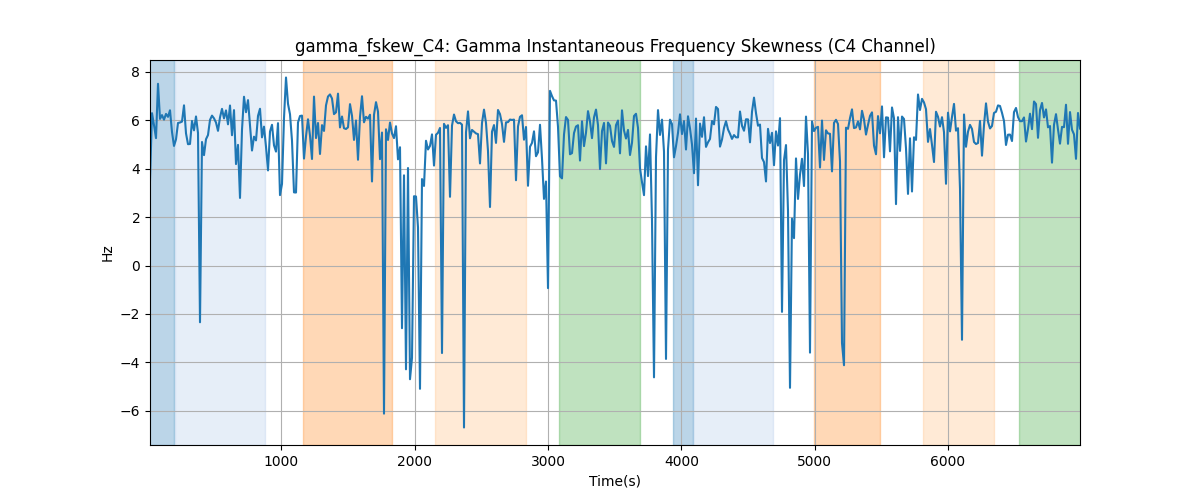 gamma_fskew_C4: Gamma Instantaneous Frequency Skewness (C4 Channel)
8
6
4
2
0
−2
−4
−6
Hz
1000 2000 3000 4000 5000 6000
Time(s)